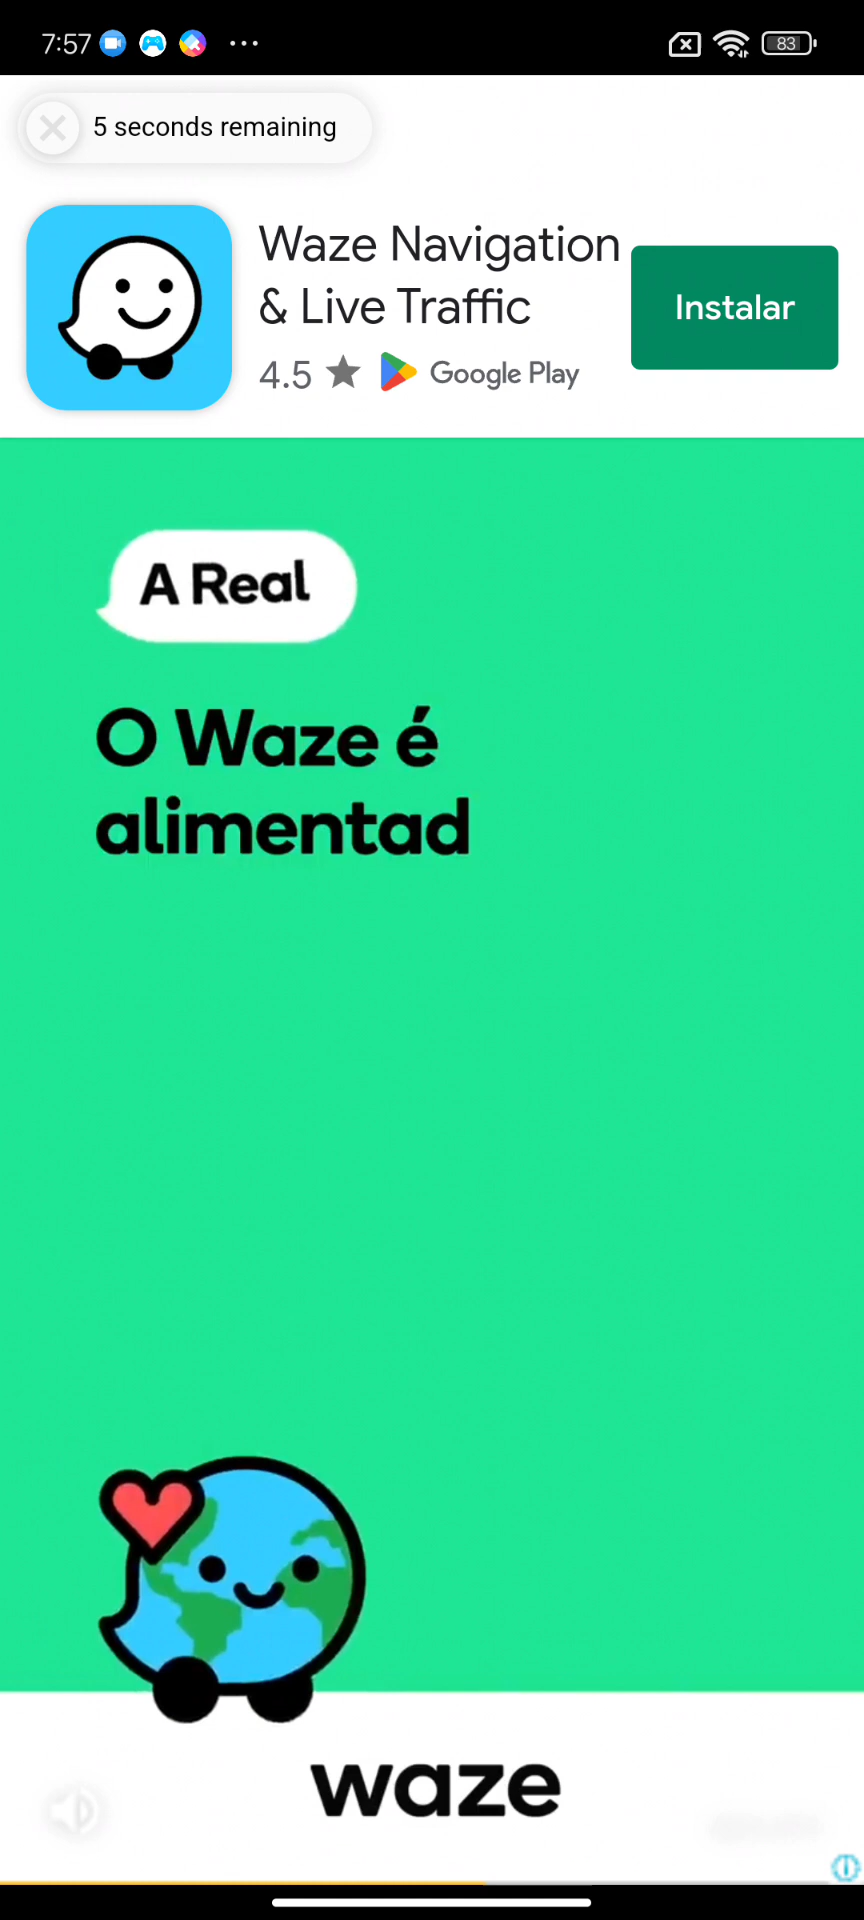 7:57
83
5 seconds remaining
Waze Navigation
& Live Traffic
Instalar
4.5 ★ Google Play
A Real
O Waze é
alimentad
waze